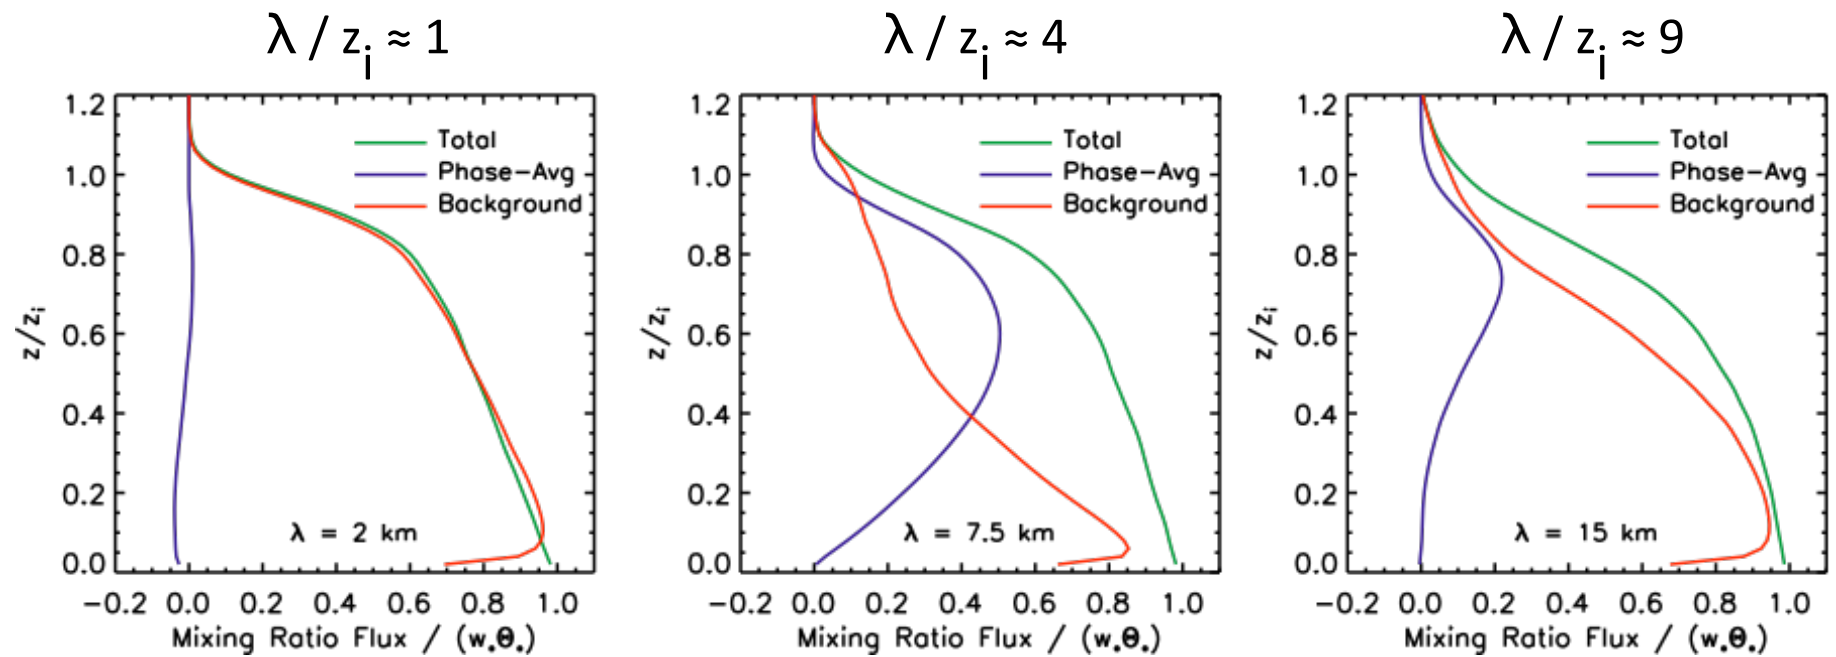 λ / zi ≈ 1
1.2
1.0
0.8
0.6
0.4
0.2
0.0
z/zi
Total
Phase-Avg
Background
λ = 2 km
-0.2 0.0 0.2 0.4 0.6 0.8 1.0
Mixing Ratio Flux / (w*Θ*)
λ / zi ≈ 4
1.2
1.0
0.8
0.6
0.4
0.2
0.0
z/zi
Total
Phase-Avg
Background
λ = 7.5 km
-0.2 0.0 0.2 0.4 0.6 0.8 1.0
Mixing Ratio Flux / (w*Θ*)
λ / zi ≈ 9
1.2
1.0
0.8
0.6
0.4
0.2
0.0
z/zi
Total
Phase-Avg
Background
λ = 15 km
-0.2 0.0 0.2 0.4 0.6 0.8 1.0
Mixing Ratio Flux / (w*Θ*)